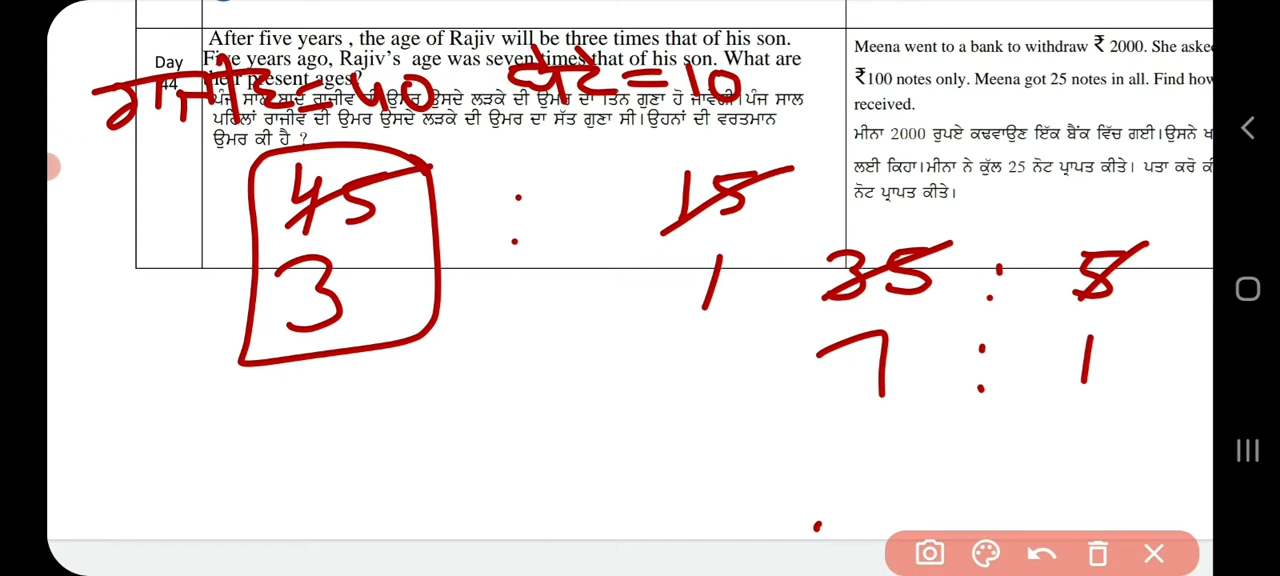 After five years , the age of Rajiv will be three times that of his son.
Day
Five years ago, Rajiv's age was seven times that of his son. What are
44
their present ages?
= 40
= 10
ਪੰਜ ਸਾਲ ਬਾਦ ਰਾਜੀਵ ਦੀ ਉਮਰ ਉਸਦੇ ਲੜਕੇ ਦੀ ਉਮਰ ਦਾ ਤਿਨ ਗੁਣਾ ਹੋ ਜਾਵੇਗੀ।ਪੰਜ ਸਾਲ
ਪਹਿਲਾਂ ਰਾਜੀਵ ਦੀ ਉਮਰ ਉਸਦੇ ਲੜਕੇ ਦੀ ਉਮਰ ਦਾ ਸੱਤ ਗੁਣਾ ਸੀ।ਉਹਨਾਂ ਦੀ ਵਰਤਮਾਨ
ਉਮਰ ਕੀ ਹੈ ?
45 : 15
3 1
Meena went to a bank to withdraw ₹ 2000. She aske
₹100 notes only. Meena got 25 notes in all. Find how
received.
ਮੀਨਾ 2000 ਰੁਪਏ ਕਢਵਾਉਣ ਇੱਕ ਬੈਂਕ ਵਿੱਚ ਗਈ।ਉਸਨੇ ਖ
ਲਈ ਕਿਹਾ।ਮੀਨਾ ਨੇ ਕੁੱਲ 25 ਨੋਟ ਪ੍ਰਾਪਤ ਕੀਤੇ। ਪਤਾ ਕਰੋ ਕੀ
ਨੋਟ ਪ੍ਰਾਪਤ ਕੀਤੇ।
35 : 5
7 : 1